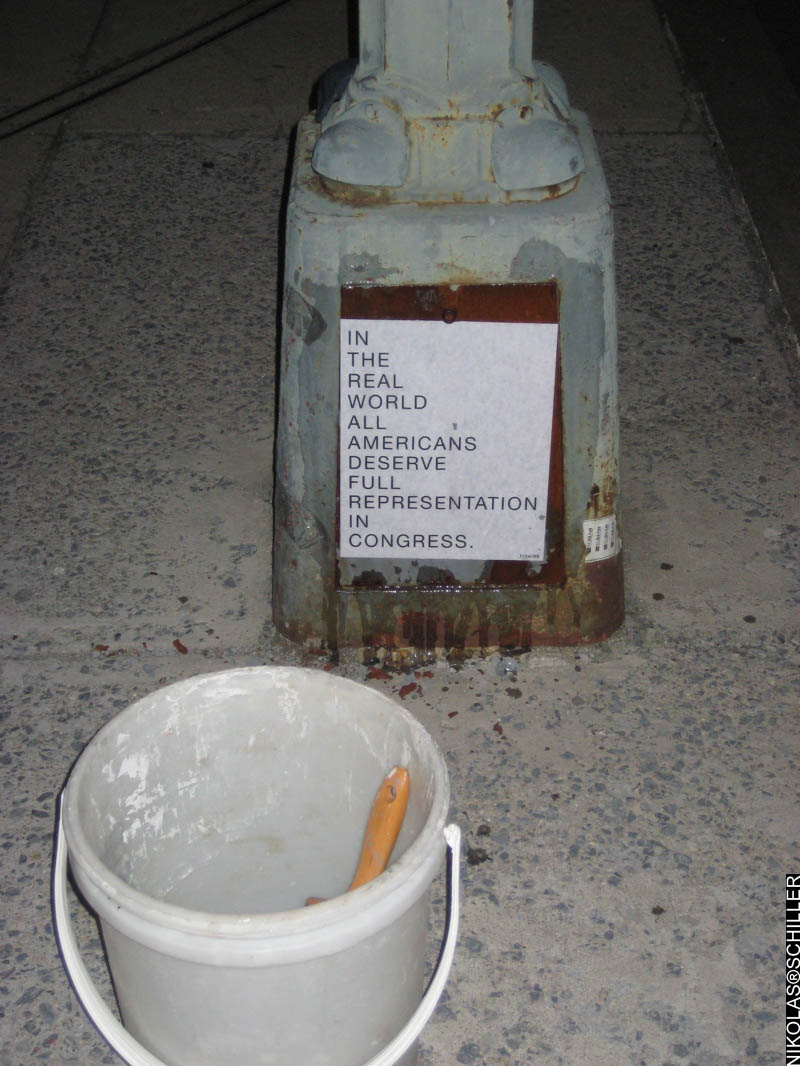 IN
THE
REAL
WORLD
ALL
AMERICANS
DESERVE
FULL
REPRESENTATION
IN
CONGRESS.
NIKOLAS®SCHILLER